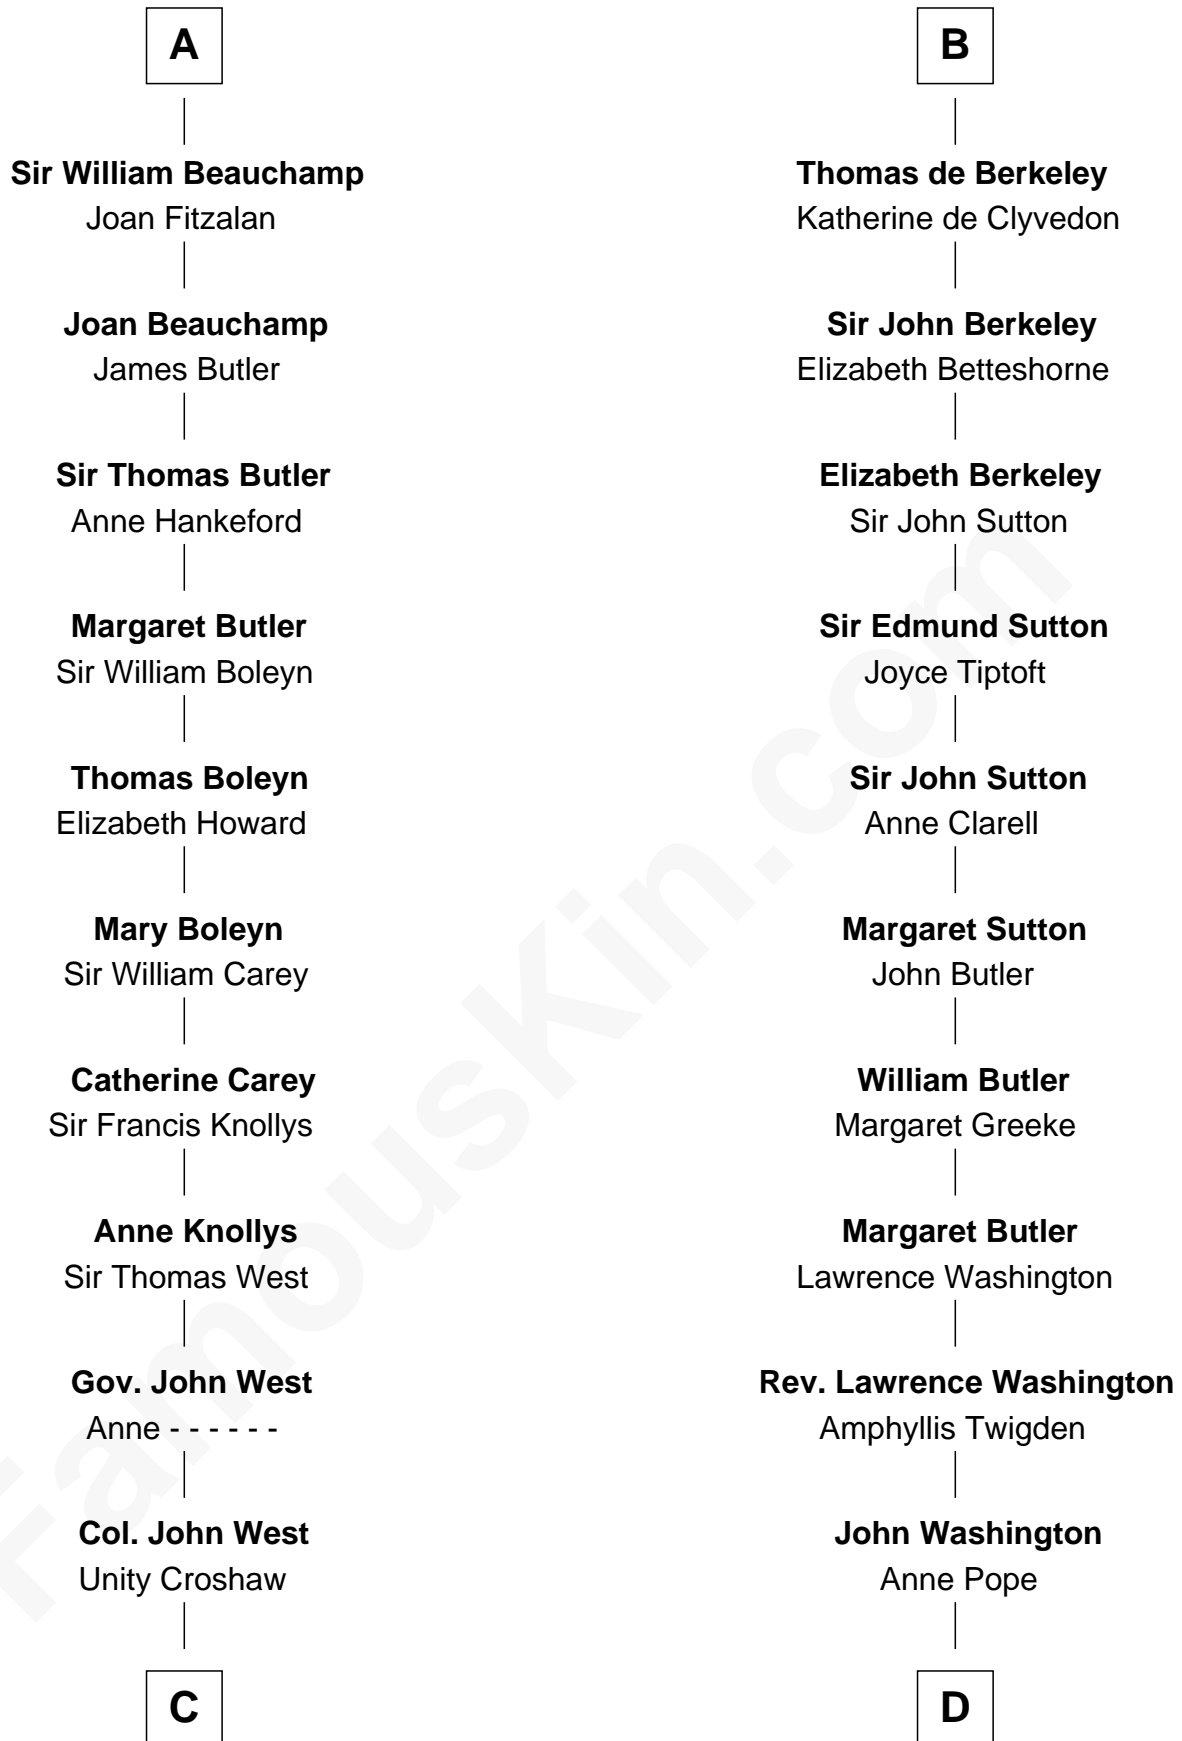 A
Sir William Beauchamp
Joan Fitzalan
Joan Beauchamp
James Butler
Sir Thomas Butler
Anne Hankeford
Margaret Butler
Sir William Boleyn
Thomas Boleyn
Elizabeth Howard
Mary Boleyn
Sir William Carey
Catherine Carey
Sir Francis Knollys
Anne Knollys
Sir Thomas West
Gov. John West
Anne - - - - - -
Col. John West
Unity Croshaw
C
B
Thomas de Berkeley
Katherine de Clyvedon
Sir John Berkeley
Elizabeth Betteshorne
Elizabeth Berkeley
Sir John Sutton
Sir Edmund Sutton
Joyce Tiptoft
Sir John Sutton
Anne Clarell
Margaret Sutton
John Butler
William Butler
Margaret Greeke
Margaret Butler
Lawrence Washington
Rev. Lawrence Washington
Amphyllis Twigden
John Washington
Anne Pope
D
FamousKin.com